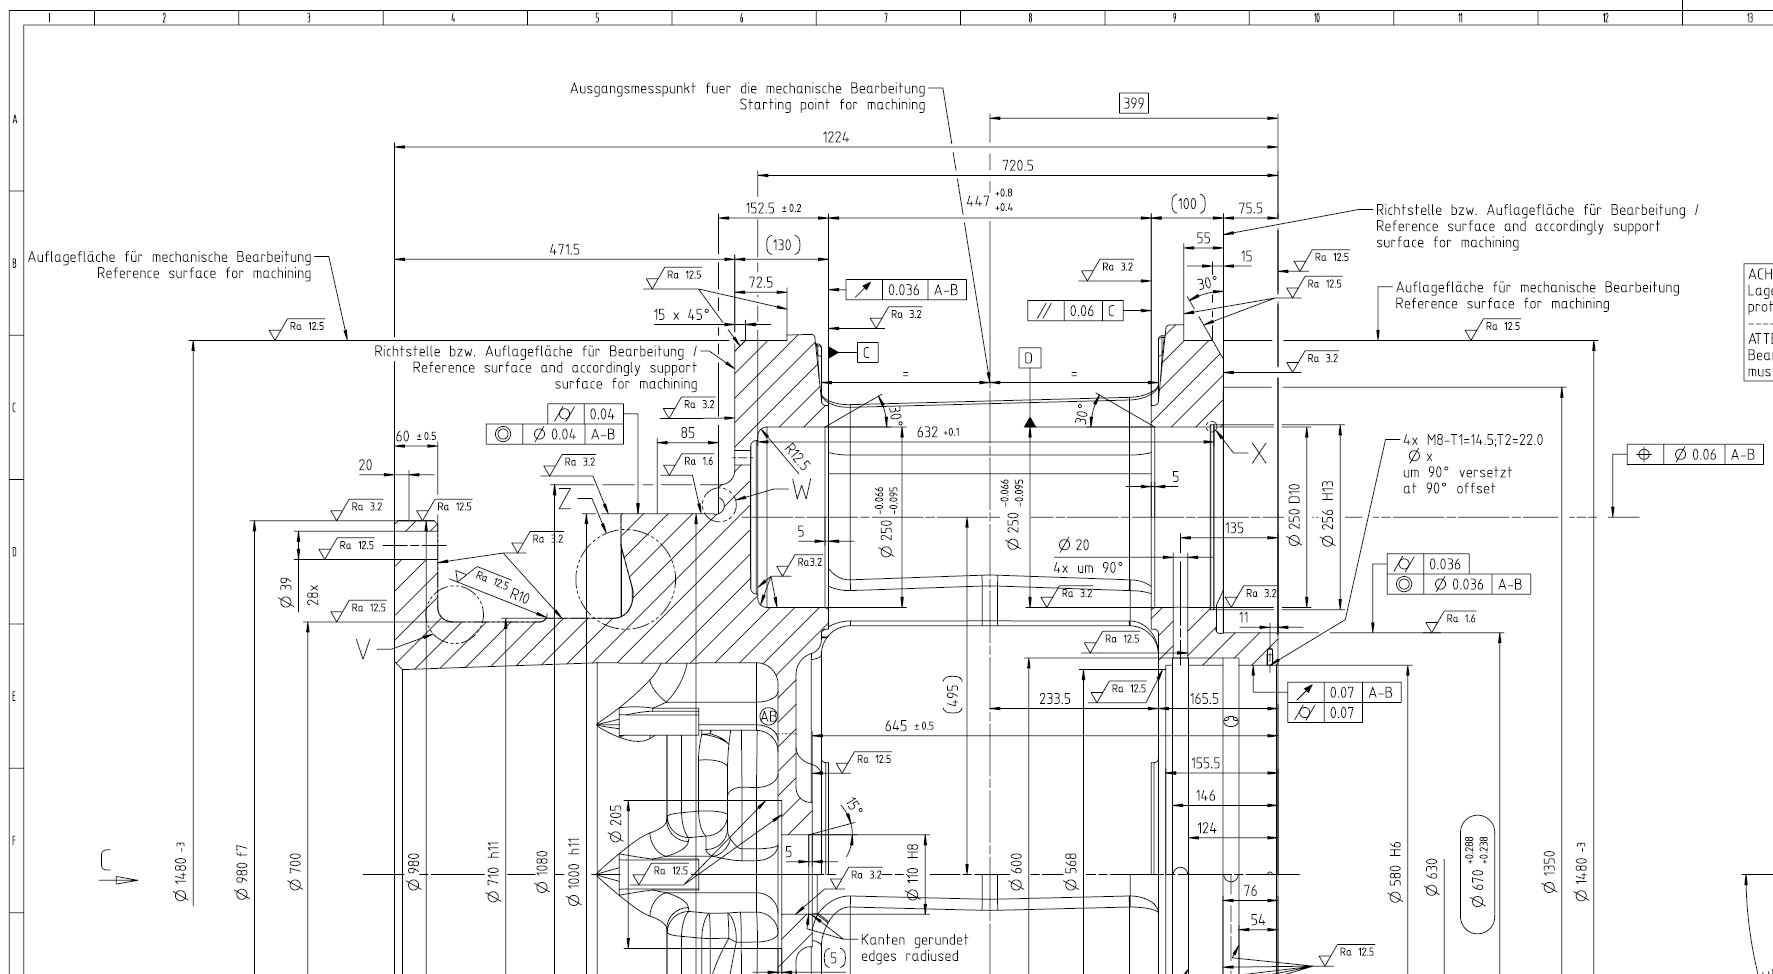 1 2 3 4 5 6 7 8 9 10 11 12 13
A
B
C
D
E
F
Ausgangsmesspunkt fuer die mechanische Bearbeitung
Starting point for machining
399
1224
720.5
447 +0.8 +0.4
152.5 ±0.2
(100)
75.5
Richtstelle bzw. Auflagefläche für Bearbeitung /
Reference surface and accordingly support
surface for machining
Auflagefläche für mechanische Bearbeitung
Reference surface for machining
471.5
(130)
55
15
Ra 12.5
Ra 3.2
Ra 12.5
72.5
0.036 A-B
30°
Ra 12.5
Auflagefläche für mechanische Bearbeitung
Reference surface for machining
ACH
Lage
prot
ATTE
Bear
mus
15 x 45°
Ra 3.2
// 0.06 C
Ra 12.5
Ra 12.5
Richtstelle bzw. Auflagefläche für Bearbeitung /
Reference surface and accordingly support
surface for machining
C
D
Ra 3.2
= =
Ra 3.2
0.04
Ø 0.04 A-B
30°
30°
60 ±0.5
85
632 +0.1
R12.5
X
4x M8-T1=14.5;T2=22.0
Ø x
um 90° versetzt
at 90° offset
Ø 0.06 A-B
20
Ra 3.2
Ra 1.6
5
Z
W
Ra 3.2
Ra 12.5
Ø 250 -0.066 -0.095
Ø 250 -0.066 -0.095
Ø 250 D10
Ø 256 H13
135
5
Ra 12.5
Ra 3.2
Ø 20
4x um 90°
Ra3.2
0.036
Ø 0.036 A-B
Ø 39
28x
Ra 12.5
R10
Ra 12.5
Ra 3.2
Ra 3.2
11
Ra 1.6
V
Ra 12.5
Ra 12.5
0.07 A-B
0.07
(495)
233.5
165.5
AB
645 ±0.5
Ra 12.5
155.5
146
124
Ø 205
15°
5
Ra 12.5
Ra 3.2
C
Ø 1480 -3
Ø 980 f7
Ø 700
Ø 980
Ø 710 h11
Ø 1080
Ø 1000 h11
Ø 110 H8
Ø 600
Ø 568
Ø 580 H6
Ø 630
Ø 670 +0.288 +0.238
Ø 1350
Ø 1480 -3
76
54
Kanten gerundet
edges radiused
(5)
Ra 12.5